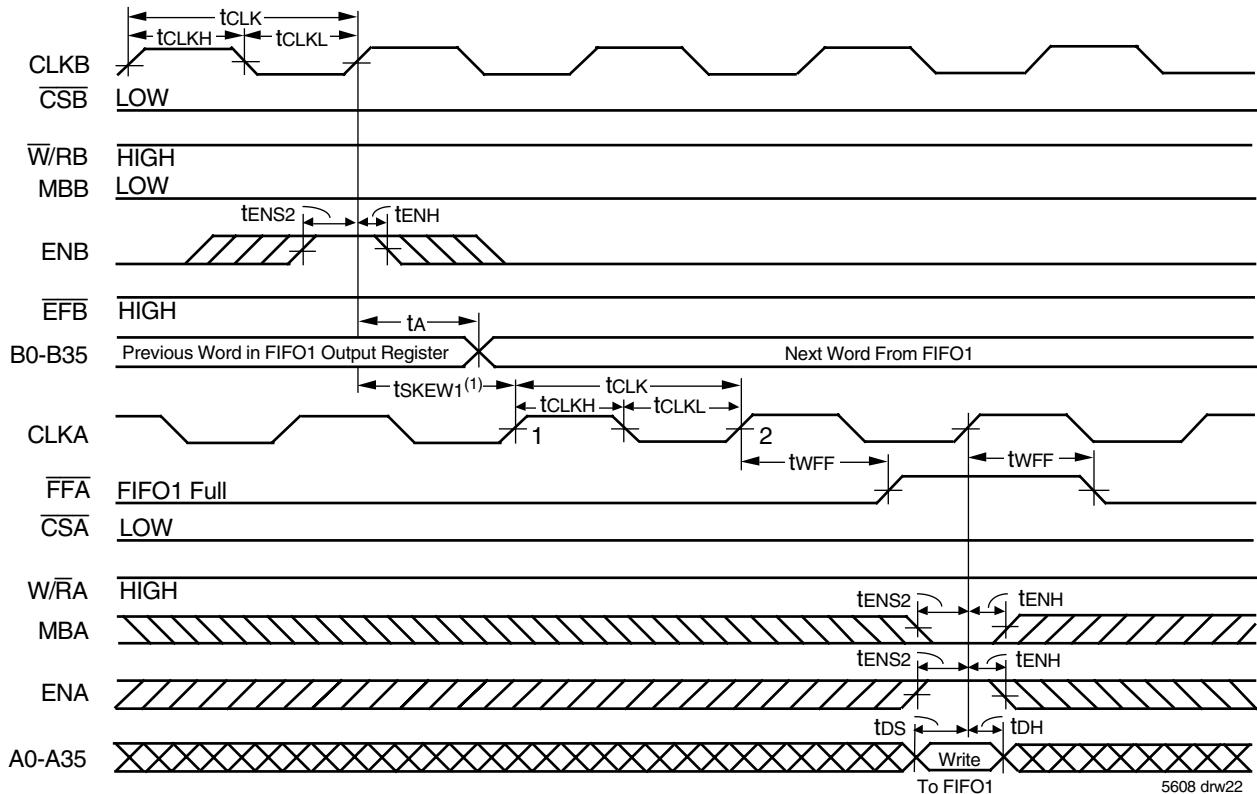 tCLK
tCLKH tCLKL
CLKB
CSB LOW
W/RB HIGH
MBB LOW
tENS2 tENH
ENB
EFB HIGH
tA
B0-B35 Previous Word in FIFO1 Output Register Next Word From FIFO1
tSKEW1(1) tCLK
tCLKH tCLKL
CLKA 1 2
tWFF tWFF
FFA FIFO1 Full
CSA LOW
W/RA HIGH
tENS2 tENH
MBA
tENS2 tENH
ENA
tDS tDH
A0-A35 Write
To FIFO1 5608 drw22